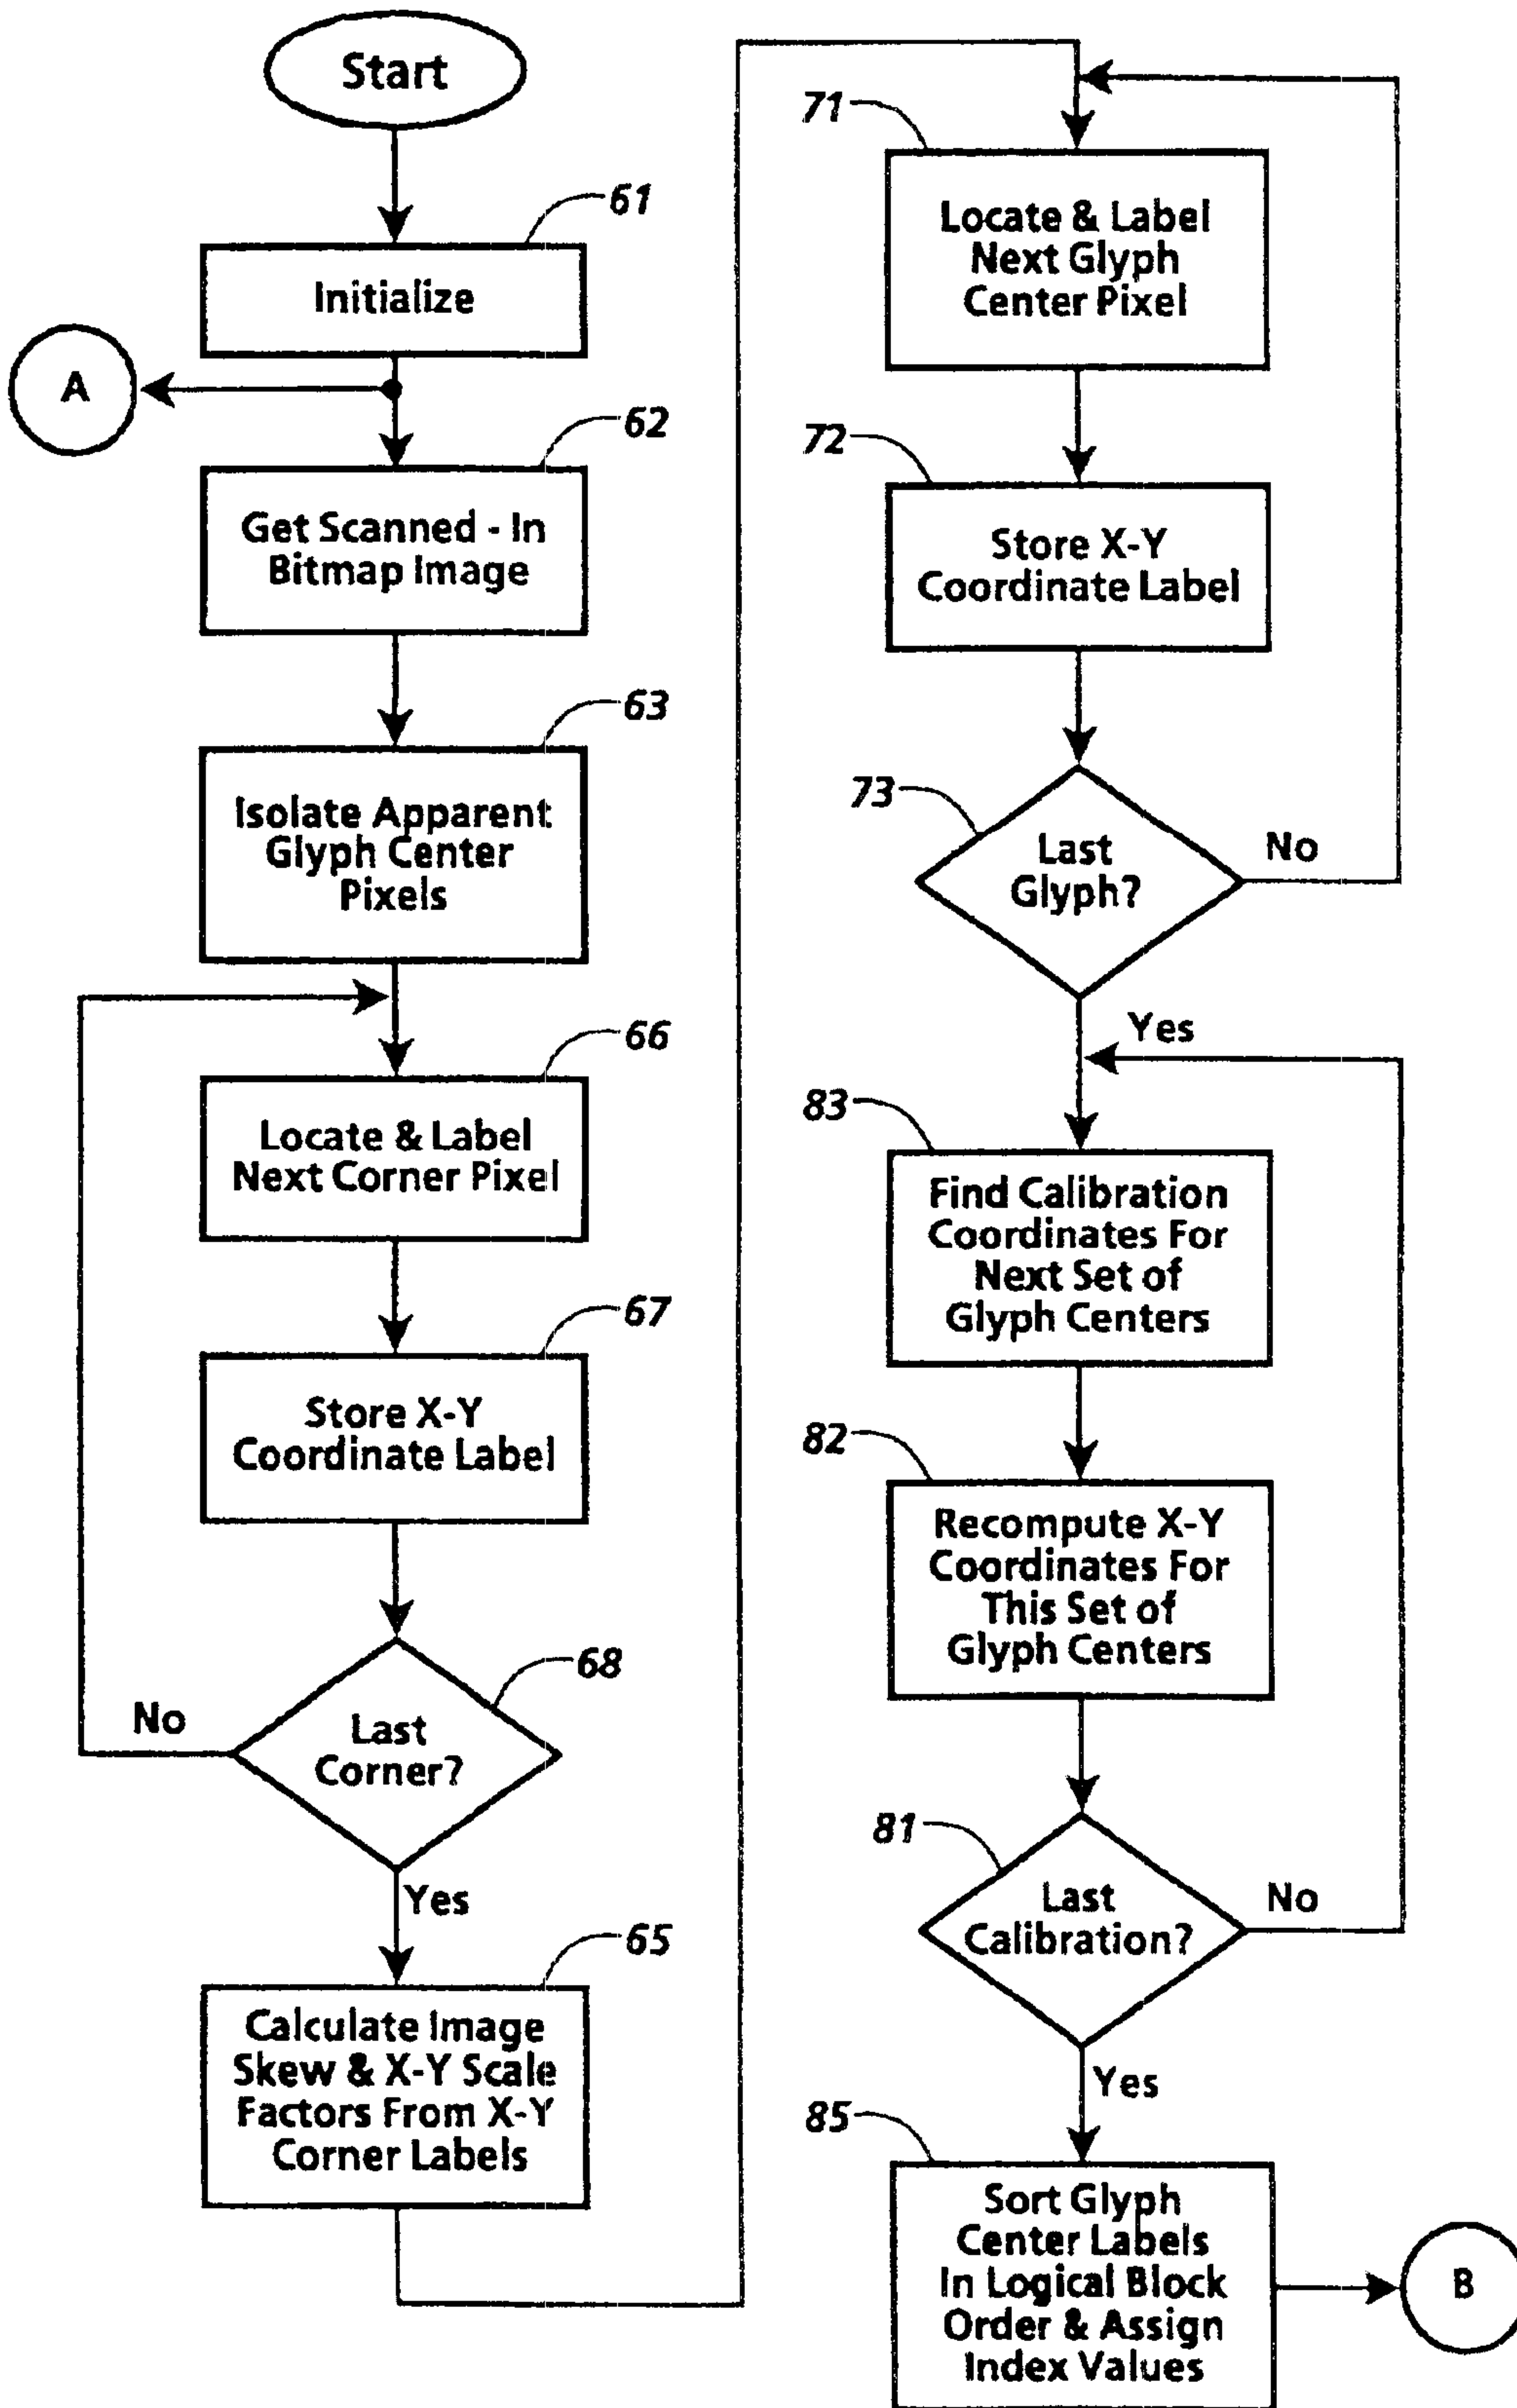 Start
61
Initialize
A
62
Get Scanned - In
Bitmap Image
63
Isolate Apparent
Glyph Center
Pixels
66
Locate & Label
Next Corner Pixel
67
Store X-Y
Coordinate Label
68
Last
Corner?
No
Yes
65
Calculate Image
Skew & X-Y Scale
Factors From X-Y
Corner Labels
71
Locate & Label
Next Glyph
Center Pixel
72
Store X-Y
Coordinate Label
73
Last
Glyph?
No
Yes
83
Find Calibration
Coordinates For
Next Set of
Glyph Centers
82
Recompute X-Y
Coordinates For
This Set of
Glyph Centers
81
Last
Calibration?
No
Yes
85
Sort Glyph
Center Labels
In Logical Block
Order & Assign
Index Values
B